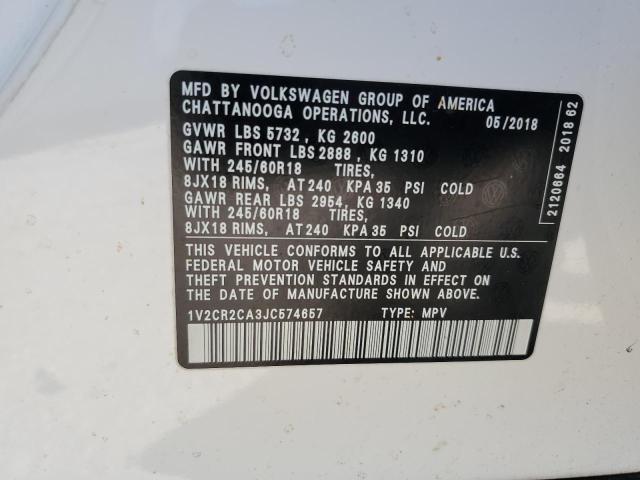 MFD BY VOLKSWAGEN GROUP OF AMERICA
CHATTANOOGA OPERATIONS, LLC. 05/2018
GVWR LBS 5732 , KG 2600
GAWR FRONT LBS 2888 , KG 1310
WITH 245/60R18 TIRES,
8JX18 RIMS, AT 240 KPA 35 PSI COLD
GAWR REAR LBS 2954, KG 1340
WITH 245/60R18 TIRES,
8JX18 RIMS, AT 240 KPA 35 PSI COLD
THIS VEHICLE CONFORMS TO ALL APPLICABLE U.S.
FEDERAL MOTOR VEHICLE SAFETY AND
THEFT PREVENTION STANDARDS IN EFFECT ON
THE DATE OF MANUFACTURE SHOWN ABOVE.
1V2CR2CA3JC574657 TYPE: MPV
2120664 2018 62